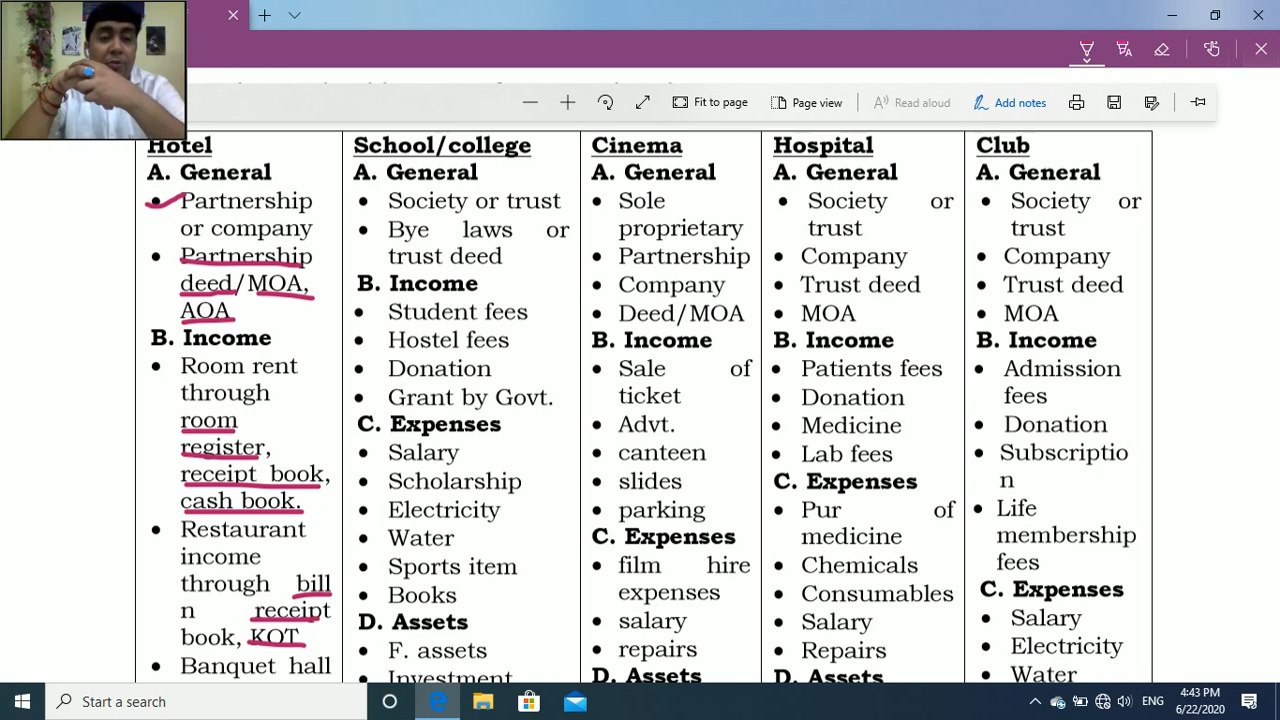 Fit to page
Page view
Read aloud
Add notes
Hotel
A. General
• Partnership
or company
• Partnership
deed/MOA,
AOA
B. Income
• Room rent
through
room
register,
receipt book,
cash book.
• Restaurant
income
through bill
n receipt
book, KOT
• Banquet hall
School/college
A. General
• Society or trust
• Bye laws or
trust deed
B. Income
• Student fees
• Hostel fees
• Donation
• Grant by Govt.
C. Expenses
• Salary
• Scholarship
• Electricity
• Water
• Sports item
• Books
D. Assets
• F. assets
• Investment
Cinema
A. General
• Sole
proprietary
• Partnership
• Company
• Deed/MOA
B. Income
• Sale of
ticket
• Advt.
• canteen
• slides
• parking
C. Expenses
• film hire
expenses
• salary
• repairs
D. Assets
Hospital
A. General
• Society or
trust
• Company
• Trust deed
• MOA
B. Income
• Patients fees
• Donation
• Medicine
• Lab fees
C. Expenses
• Pur of
medicine
• Chemicals
• Consumables
• Salary
• Repairs
D. Assets
Club
A. General
• Society or
trust
• Company
• Trust deed
• MOA
B. Income
• Admission
fees
• Donation
• Subscriptio
n
• Life
membership
fees
C. Expenses
• Salary
• Electricity
• Water
Start a search
ENG
4:43 PM
6/22/2020